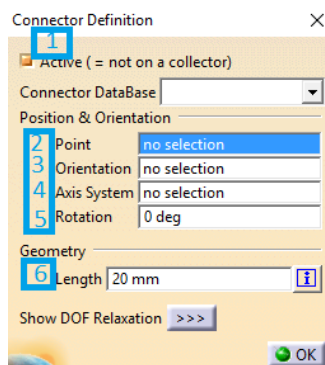 Connector Definition
1
Active ( = not on a collector)
Connector DataBase
Position & Orientation
2 Point no selection
3 Orientation no selection
4 Axis System no selection
5 Rotation 0 deg
Geometry
6 Length 20 mm
Show DOF Relaxation >>>
OK